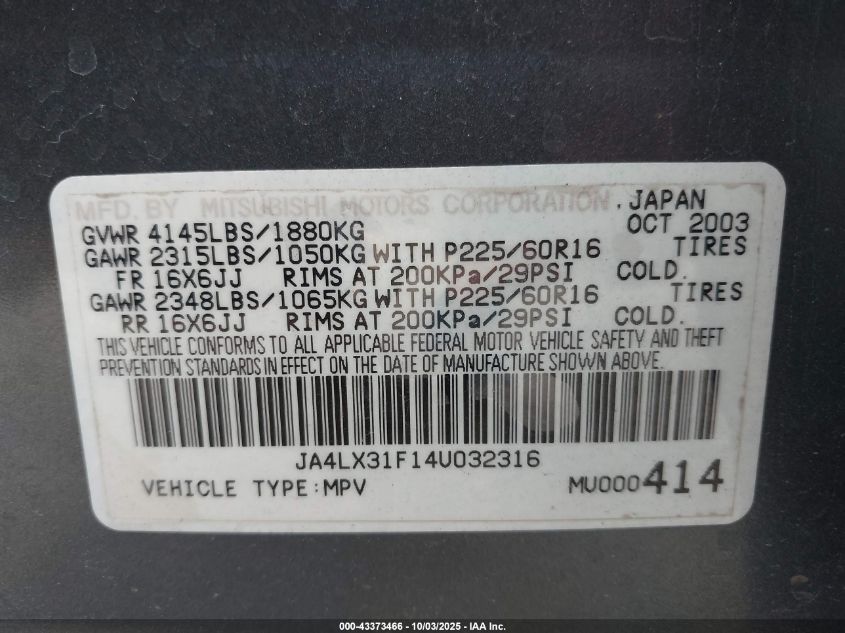 MFD. BY MITSUBISHI MOTORS CORPORATION, JAPAN
GVWR 4145LBS/1880KG OCT 2003
GAWR 2315LBS/1050KG WITH P225/60R16 TIRES
FR 16X6JJ RIMS AT 200KPa/29PSI COLD.
GAWR 2348LBS/1065KG WITH P225/60R16 TIRES
RR 16X6JJ RIMS AT 200KPa/29PSI COLD.
THIS VEHICLE CONFORMS TO ALL APPLICABLE FEDERAL MOTOR VEHICLE SAFETY AND THEFT
PREVENTION STANDARDS IN EFFECT ON THE DATE OF MANUFACTURE SHOWN ABOVE.
JA4LX31F14U032316
VEHICLE TYPE:MPV MU000414
000-43373466 - 10/03/2025 - IAA Inc.